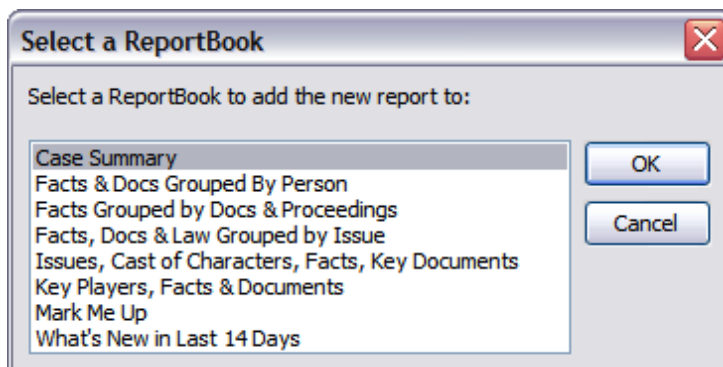 Select a ReportBook
Select a ReportBook to add the new report to:
Case Summary
Facts & Docs Grouped By Person
Facts Grouped by Docs & Proceedings
Facts, Docs & Law Grouped by Issue
Issues, Cast of Characters, Facts, Key Documents
Key Players, Facts & Documents
Mark Me Up
What's New in Last 14 Days
OK
Cancel